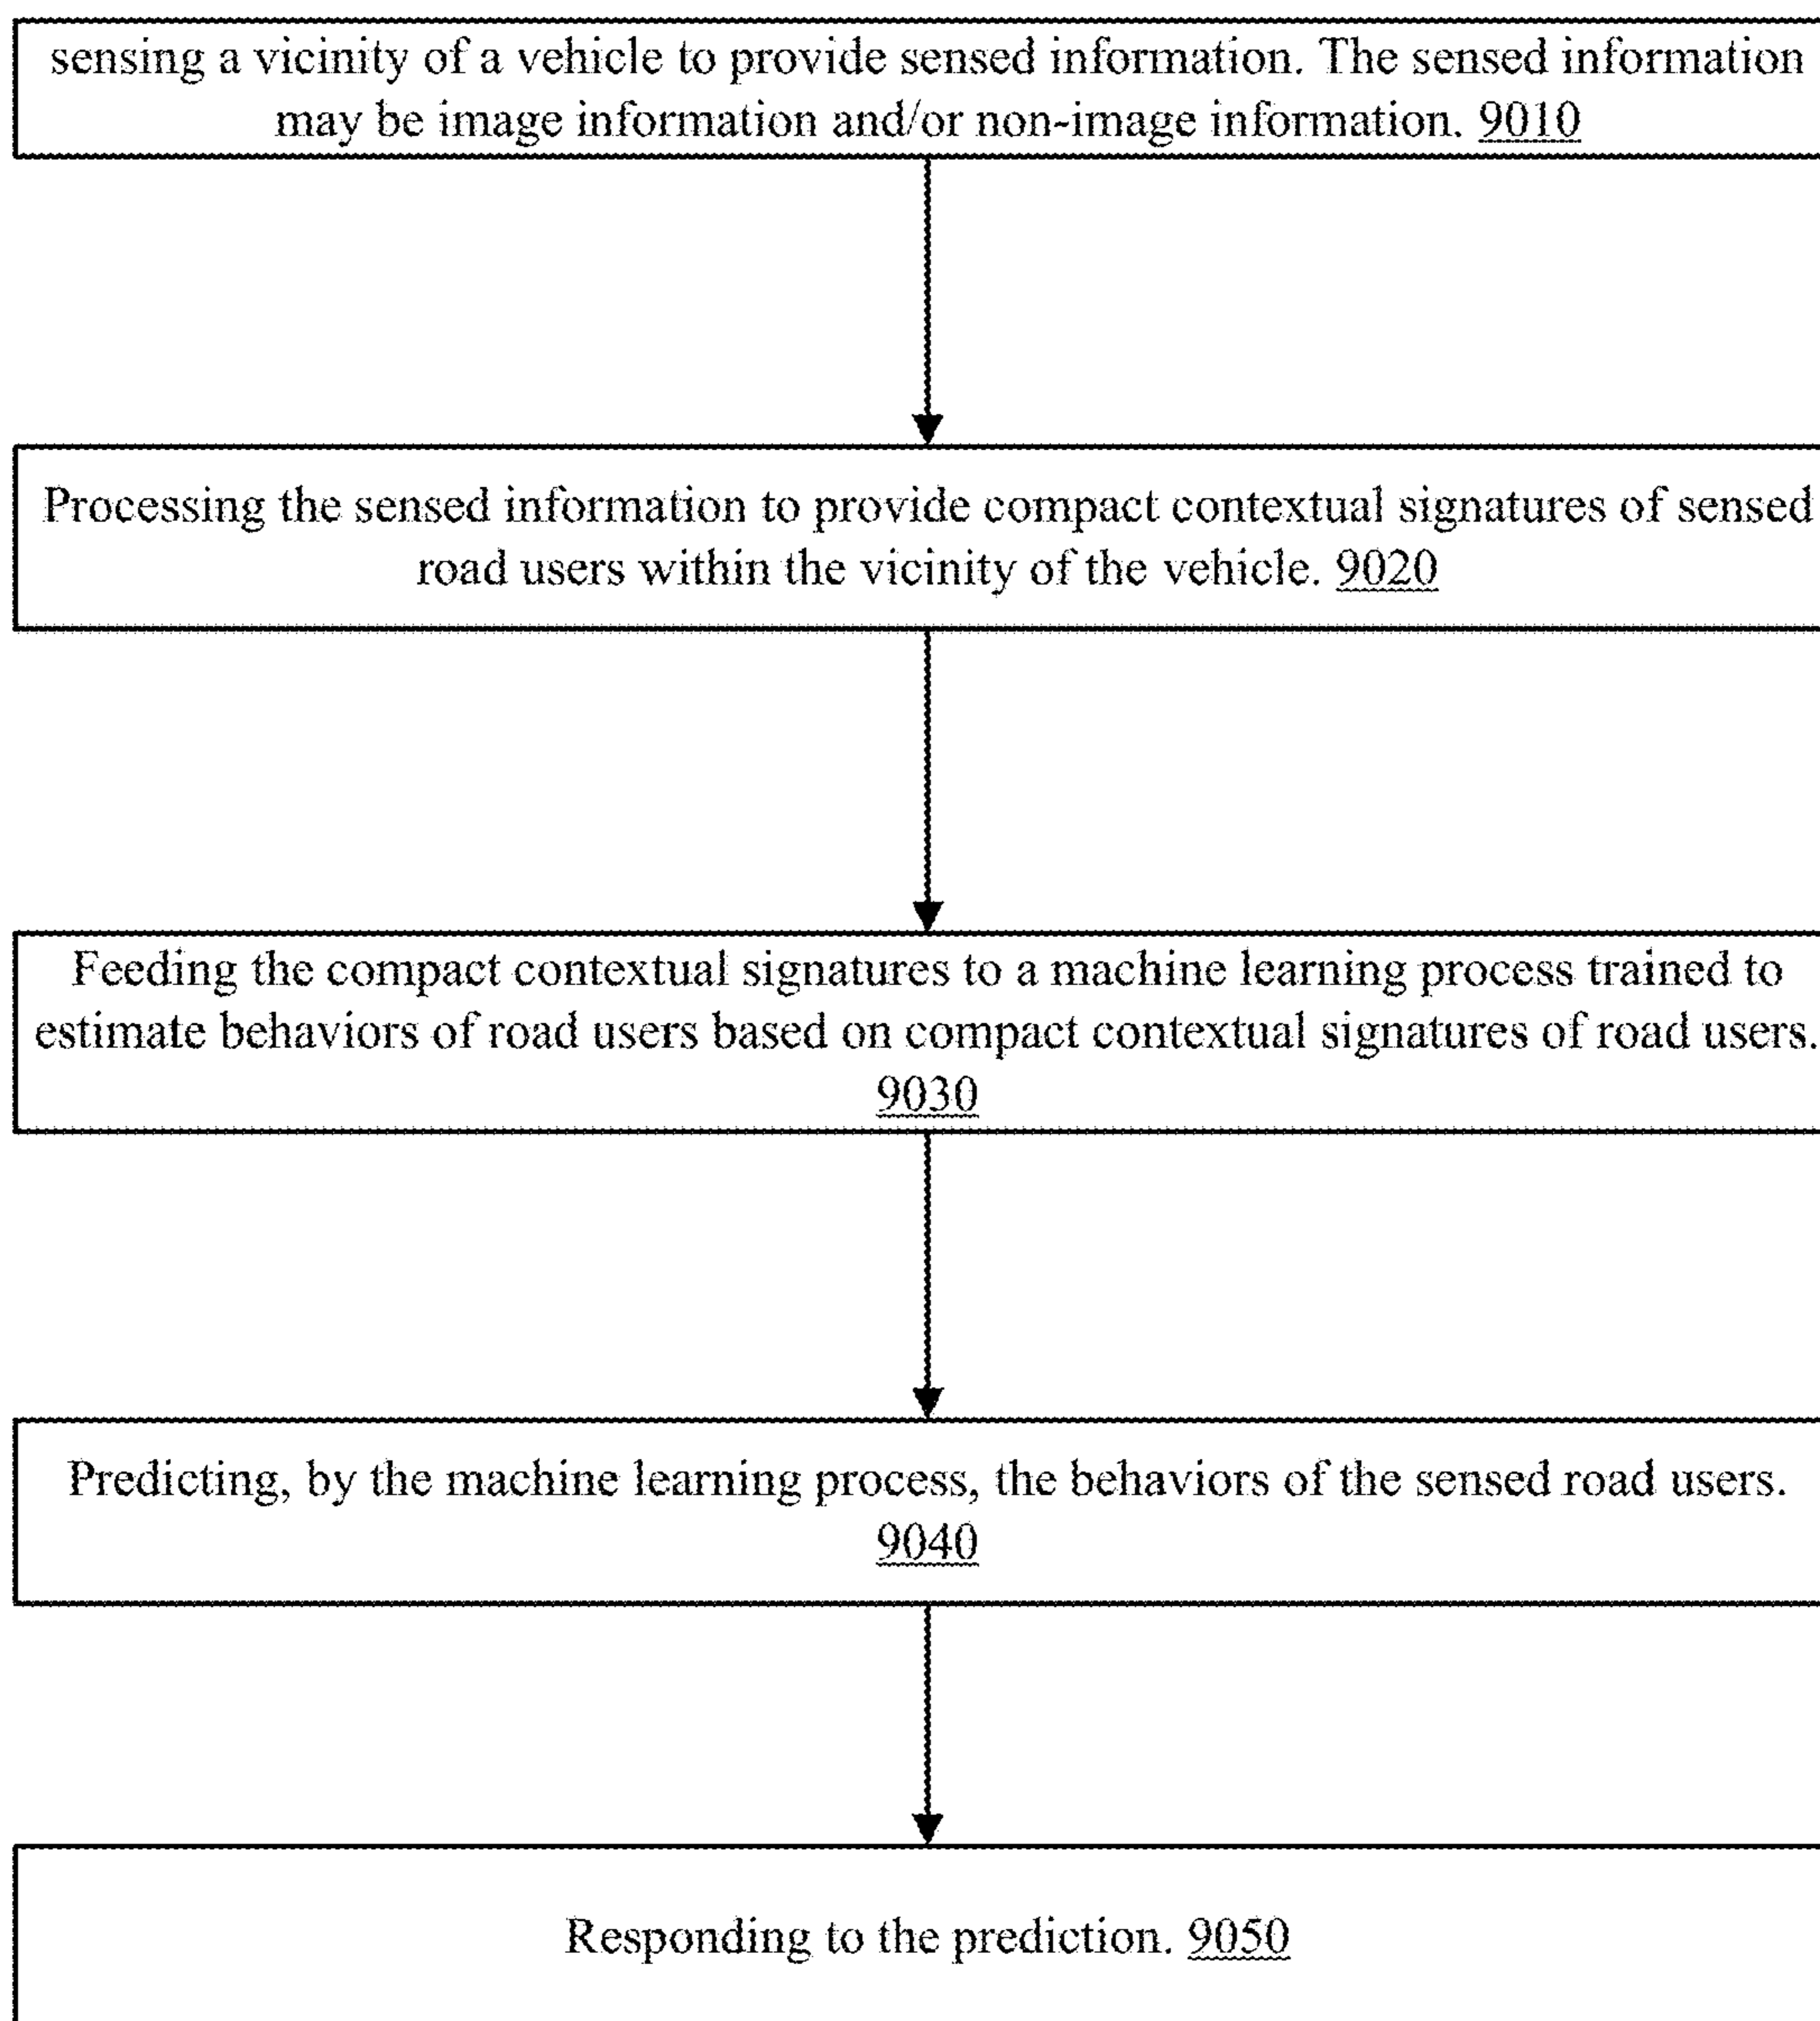 sensing a vicinity of a vehicle to provide sensed information. The sensed information
may be image information and/or non-image information. 9010
Processing the sensed information to provide compact contextual signatures of sensed
road users within the vicinity of the vehicle. 9020
Feeding the compact contextual signatures to a machine learning process trained to
estimate behaviors of road users based on compact contextual signatures of road users.
9030
Predicting, by the machine learning process, the behaviors of the sensed road users.
9040
Responding to the prediction. 9050